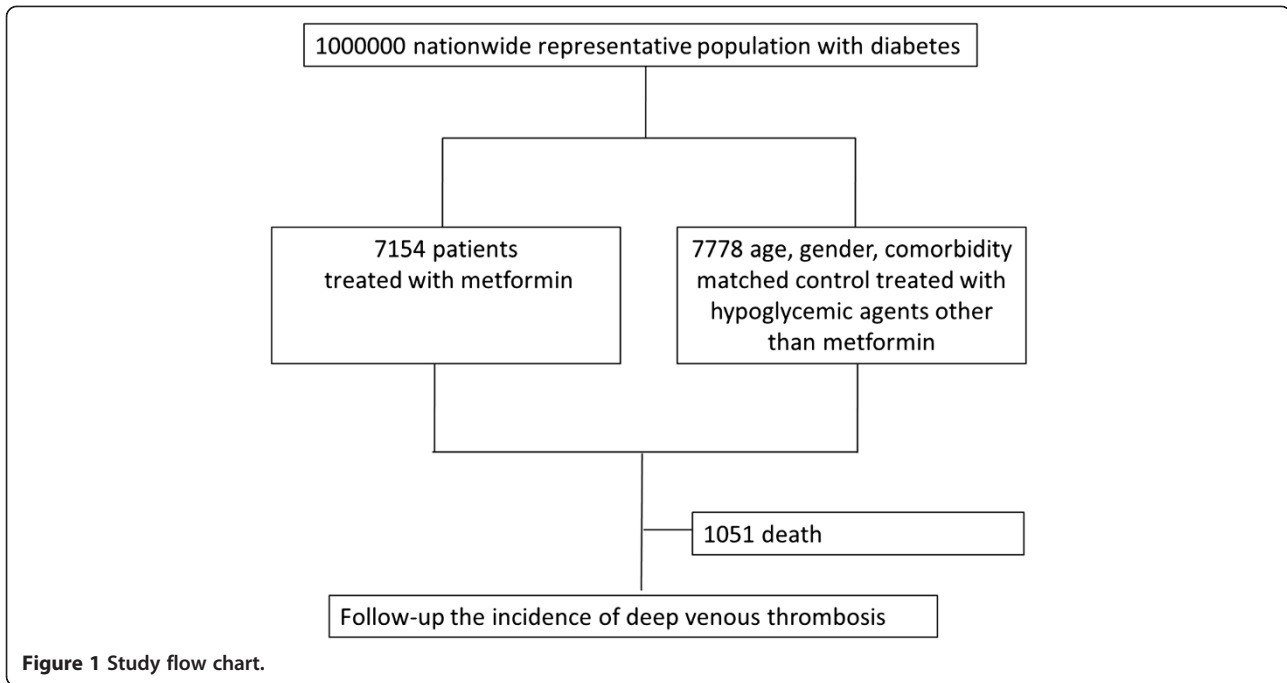 1000000 nationwide representative population with diabetes
7154 patients
treated with metformin
7778 age, gender, comorbidity
matched control treated with
hypoglycemic agents other
than metformin
1051 death
Follow-up the incidence of deep venous thrombosis
Figure 1 Study flow chart.